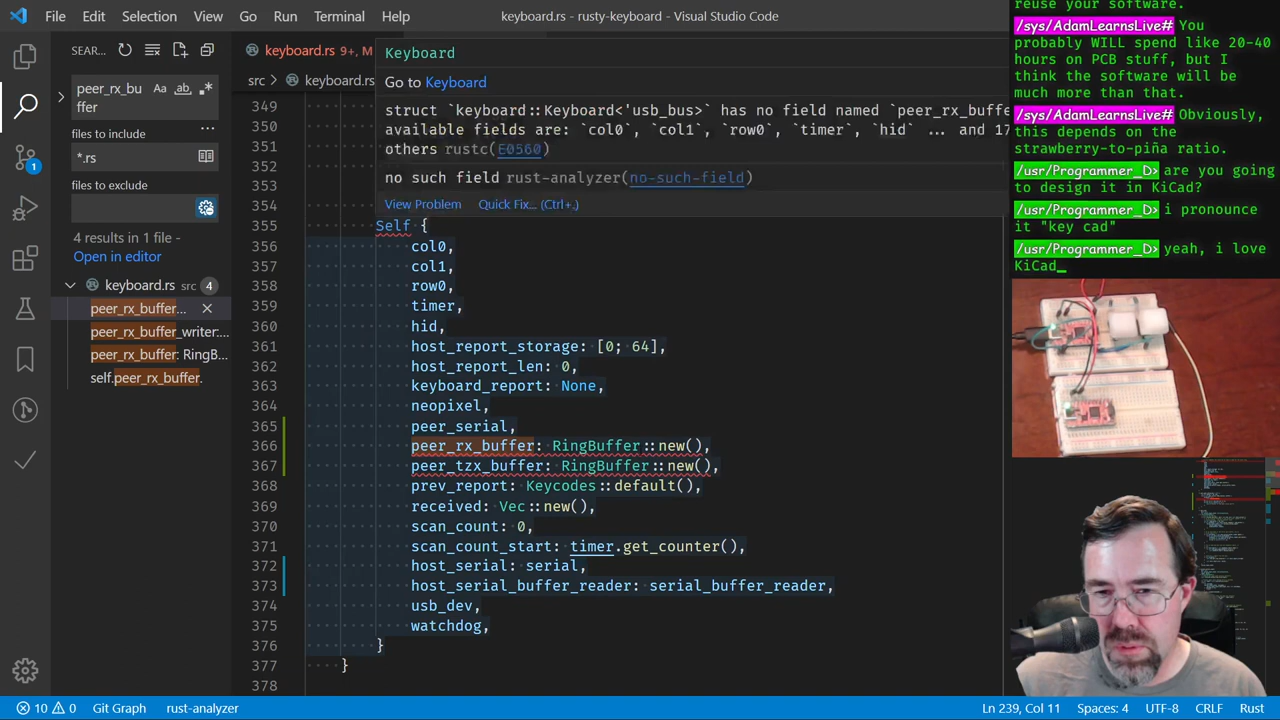 File Edit Selection View Go Run Terminal Help
keyboard.rs - rusty-keyboard - Visual Studio Code
SEAR...
peer_rx_bu
ffer
Aa ab .*
files to include
*.rs
files to exclude
4 results in 1 file -
Open in editor
keyboard.rs src 4
peer_rx_buffer...
peer_rx_buffer_writer:...
peer_rx_buffer: RingB...
self.peer_rx_buffer.
1
keyboard.rs 9+, M
src > keyboard.rs
Keyboard
Go to Keyboard
struct `keyboard::Keyboard<'usb_bus>` has no field named `peer_rx_buffe
available fields are: `col0`, `col1`, `row0`, `timer`, `hid` ... and 17
others rustc(E0560)
no such field rust-analyzer(no-such-field)
View Problem Quick Fix... (Ctrl+.)
349
350
351
352
353
354
355 Self {
356 col0,
357 col1,
358 row0,
359 timer,
360 hid,
361 host_report_storage: [0; 64],
362 host_report_len: 0,
363 keyboard_report: None,
364 neopixel,
365 peer_serial,
366 peer_rx_buffer: RingBuffer::new(),
367 peer_tzx_buffer: RingBuffer::new(),
368 prev_report: Keycodes::default(),
369 received: Vec::new(),
370 scan_count: 0,
371 scan_count_start: timer.get_counter(),
372 host_serial: serial,
373 host_serial_buffer_reader: serial_buffer_reader,
374 usb_dev,
375 watchdog,
376 }
377 }
378
10 0 Git Graph rust-analyzer
Ln 239, Col 11 Spaces: 4 UTF-8 CRLF Rust
reuse your software.
/sys/AdamLearnsLive# You
probably WILL spend like 20-40
hours on PCB stuff, but I
think the software will be
much more than that.
/sys/AdamLearnsLive# Obviously,
this depends on the
strawberry-to-piña ratio.
/usr/Programmer_D> are you going
to design it in KiCad?
/usr/Programmer_D> i pronounce
it "key cad"
/usr/Programmer_D> yeah, i love
KiCad_